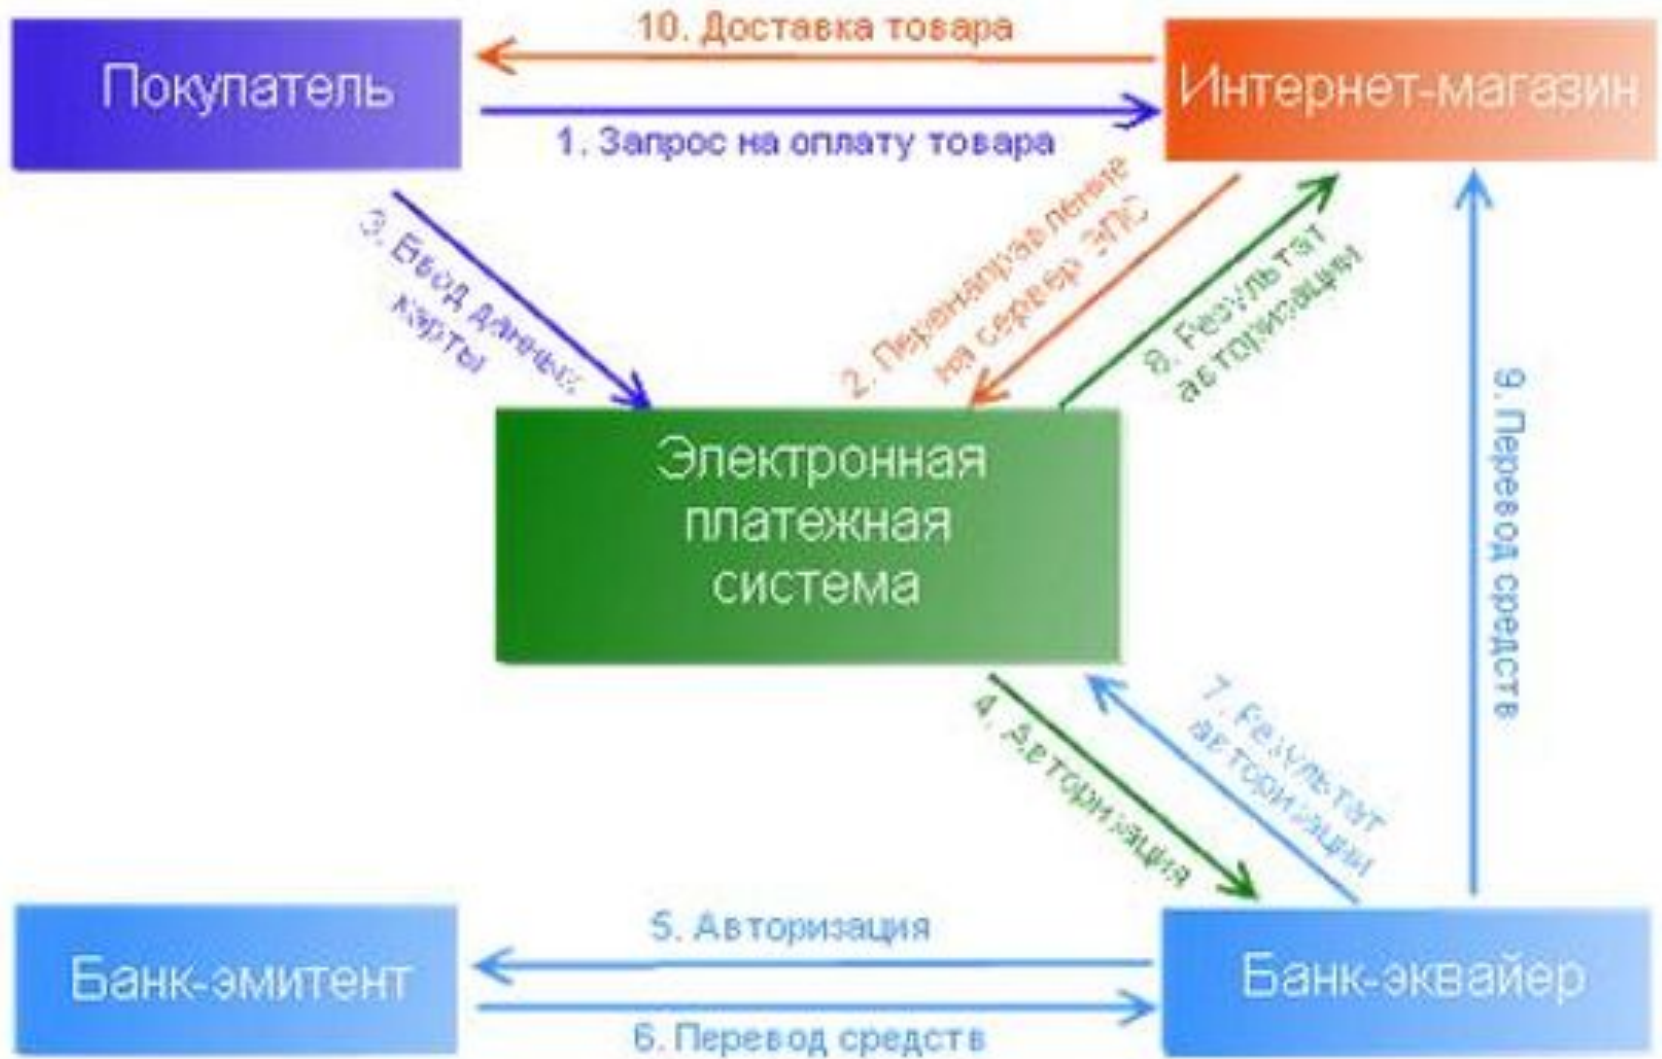 10. Доставка товара
Покупатель
Интернет-магазин
1. Запрос на оплату товара
3. Ввод данных
карты
2. Перенаправление
на сервер ЭПС
8. Результат
авторизации
9. Перевод средств
Электронная
платежная
система
4. Авторизация
7. Результат
авторизации
5. Авторизация
Банк-эмитент
Банк-эквайер
6. Перевод средств